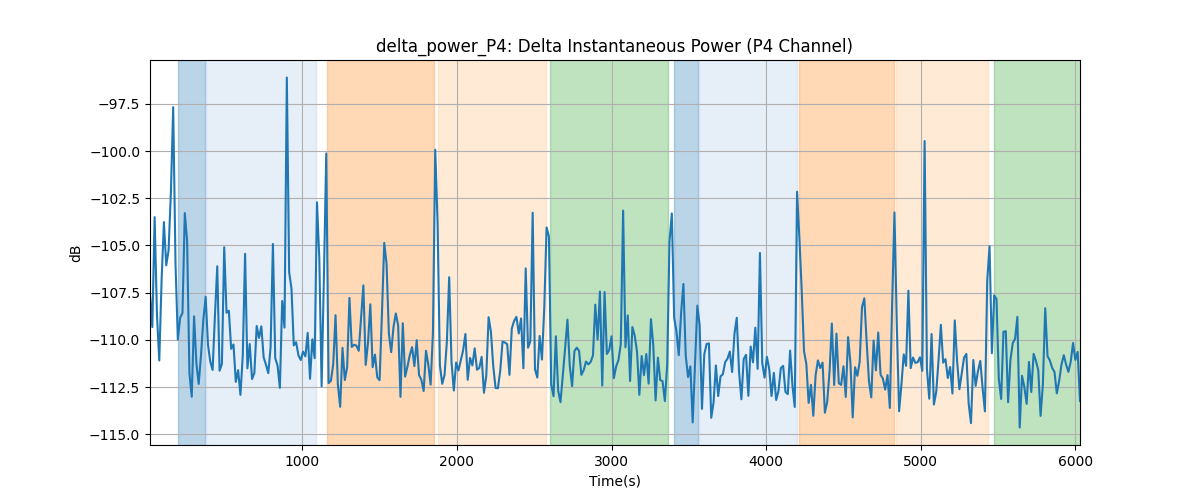 delta_power_P4: Delta Instantaneous Power (P4 Channel)
−97.5
−100.0
−102.5
−105.0
−107.5
−110.0
−112.5
−115.0
dB
1000 2000 3000 4000 5000 6000
Time(s)